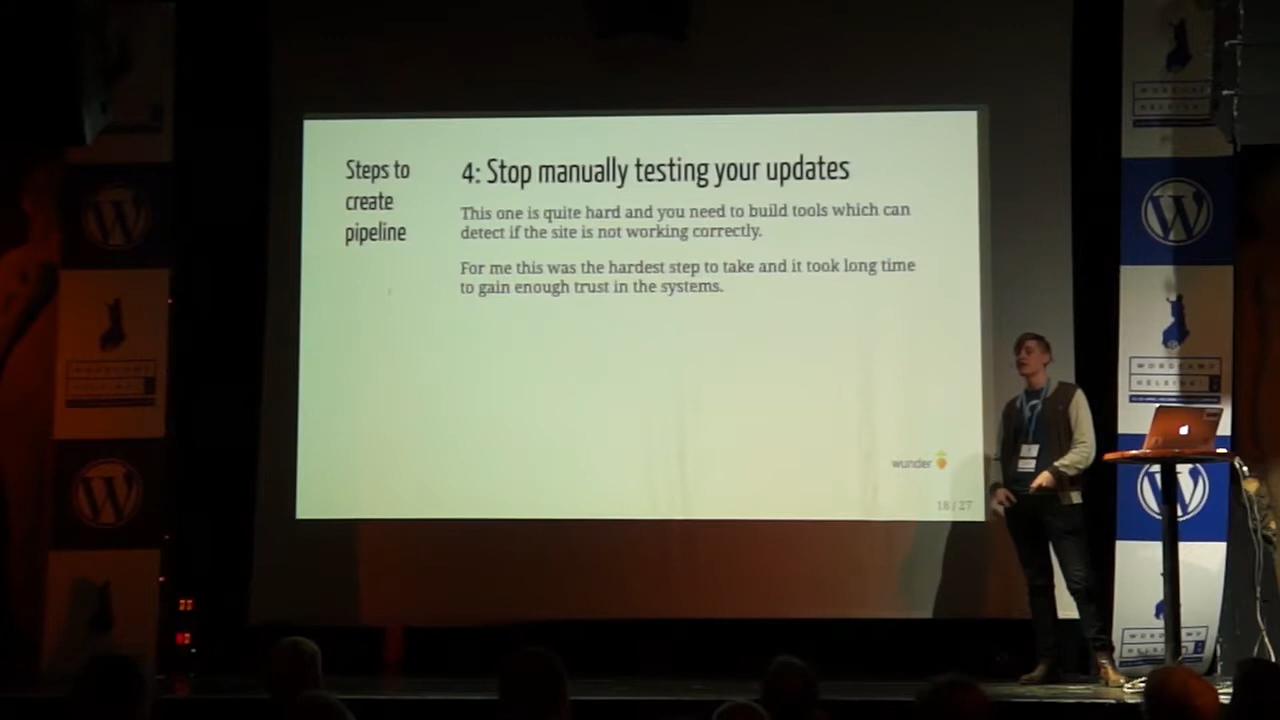 Steps to
create
pipeline
4: Stop manually testing your updates
This one is quite hard and you need to build tools which can
detect if the site is not working correctly.
For me this was the hardest step to take and it took long time
to gain enough trust in the systems.
wunder
18 / 27
WORDCAMP
HELSINKI